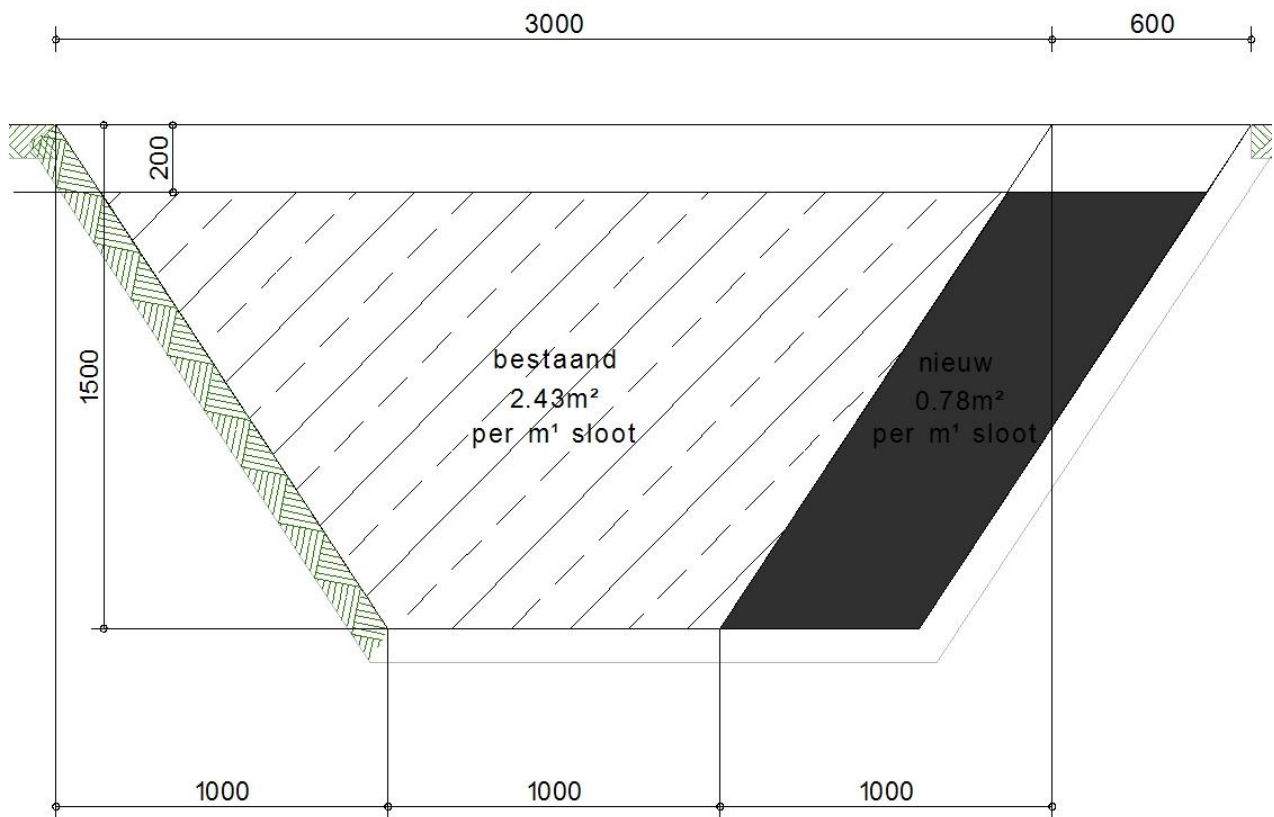 3000
600
200
1500
bestaand
2.43m²
per m¹ sloot
nieuw
0.78m²
per m¹ sloot
1000
1000
1000